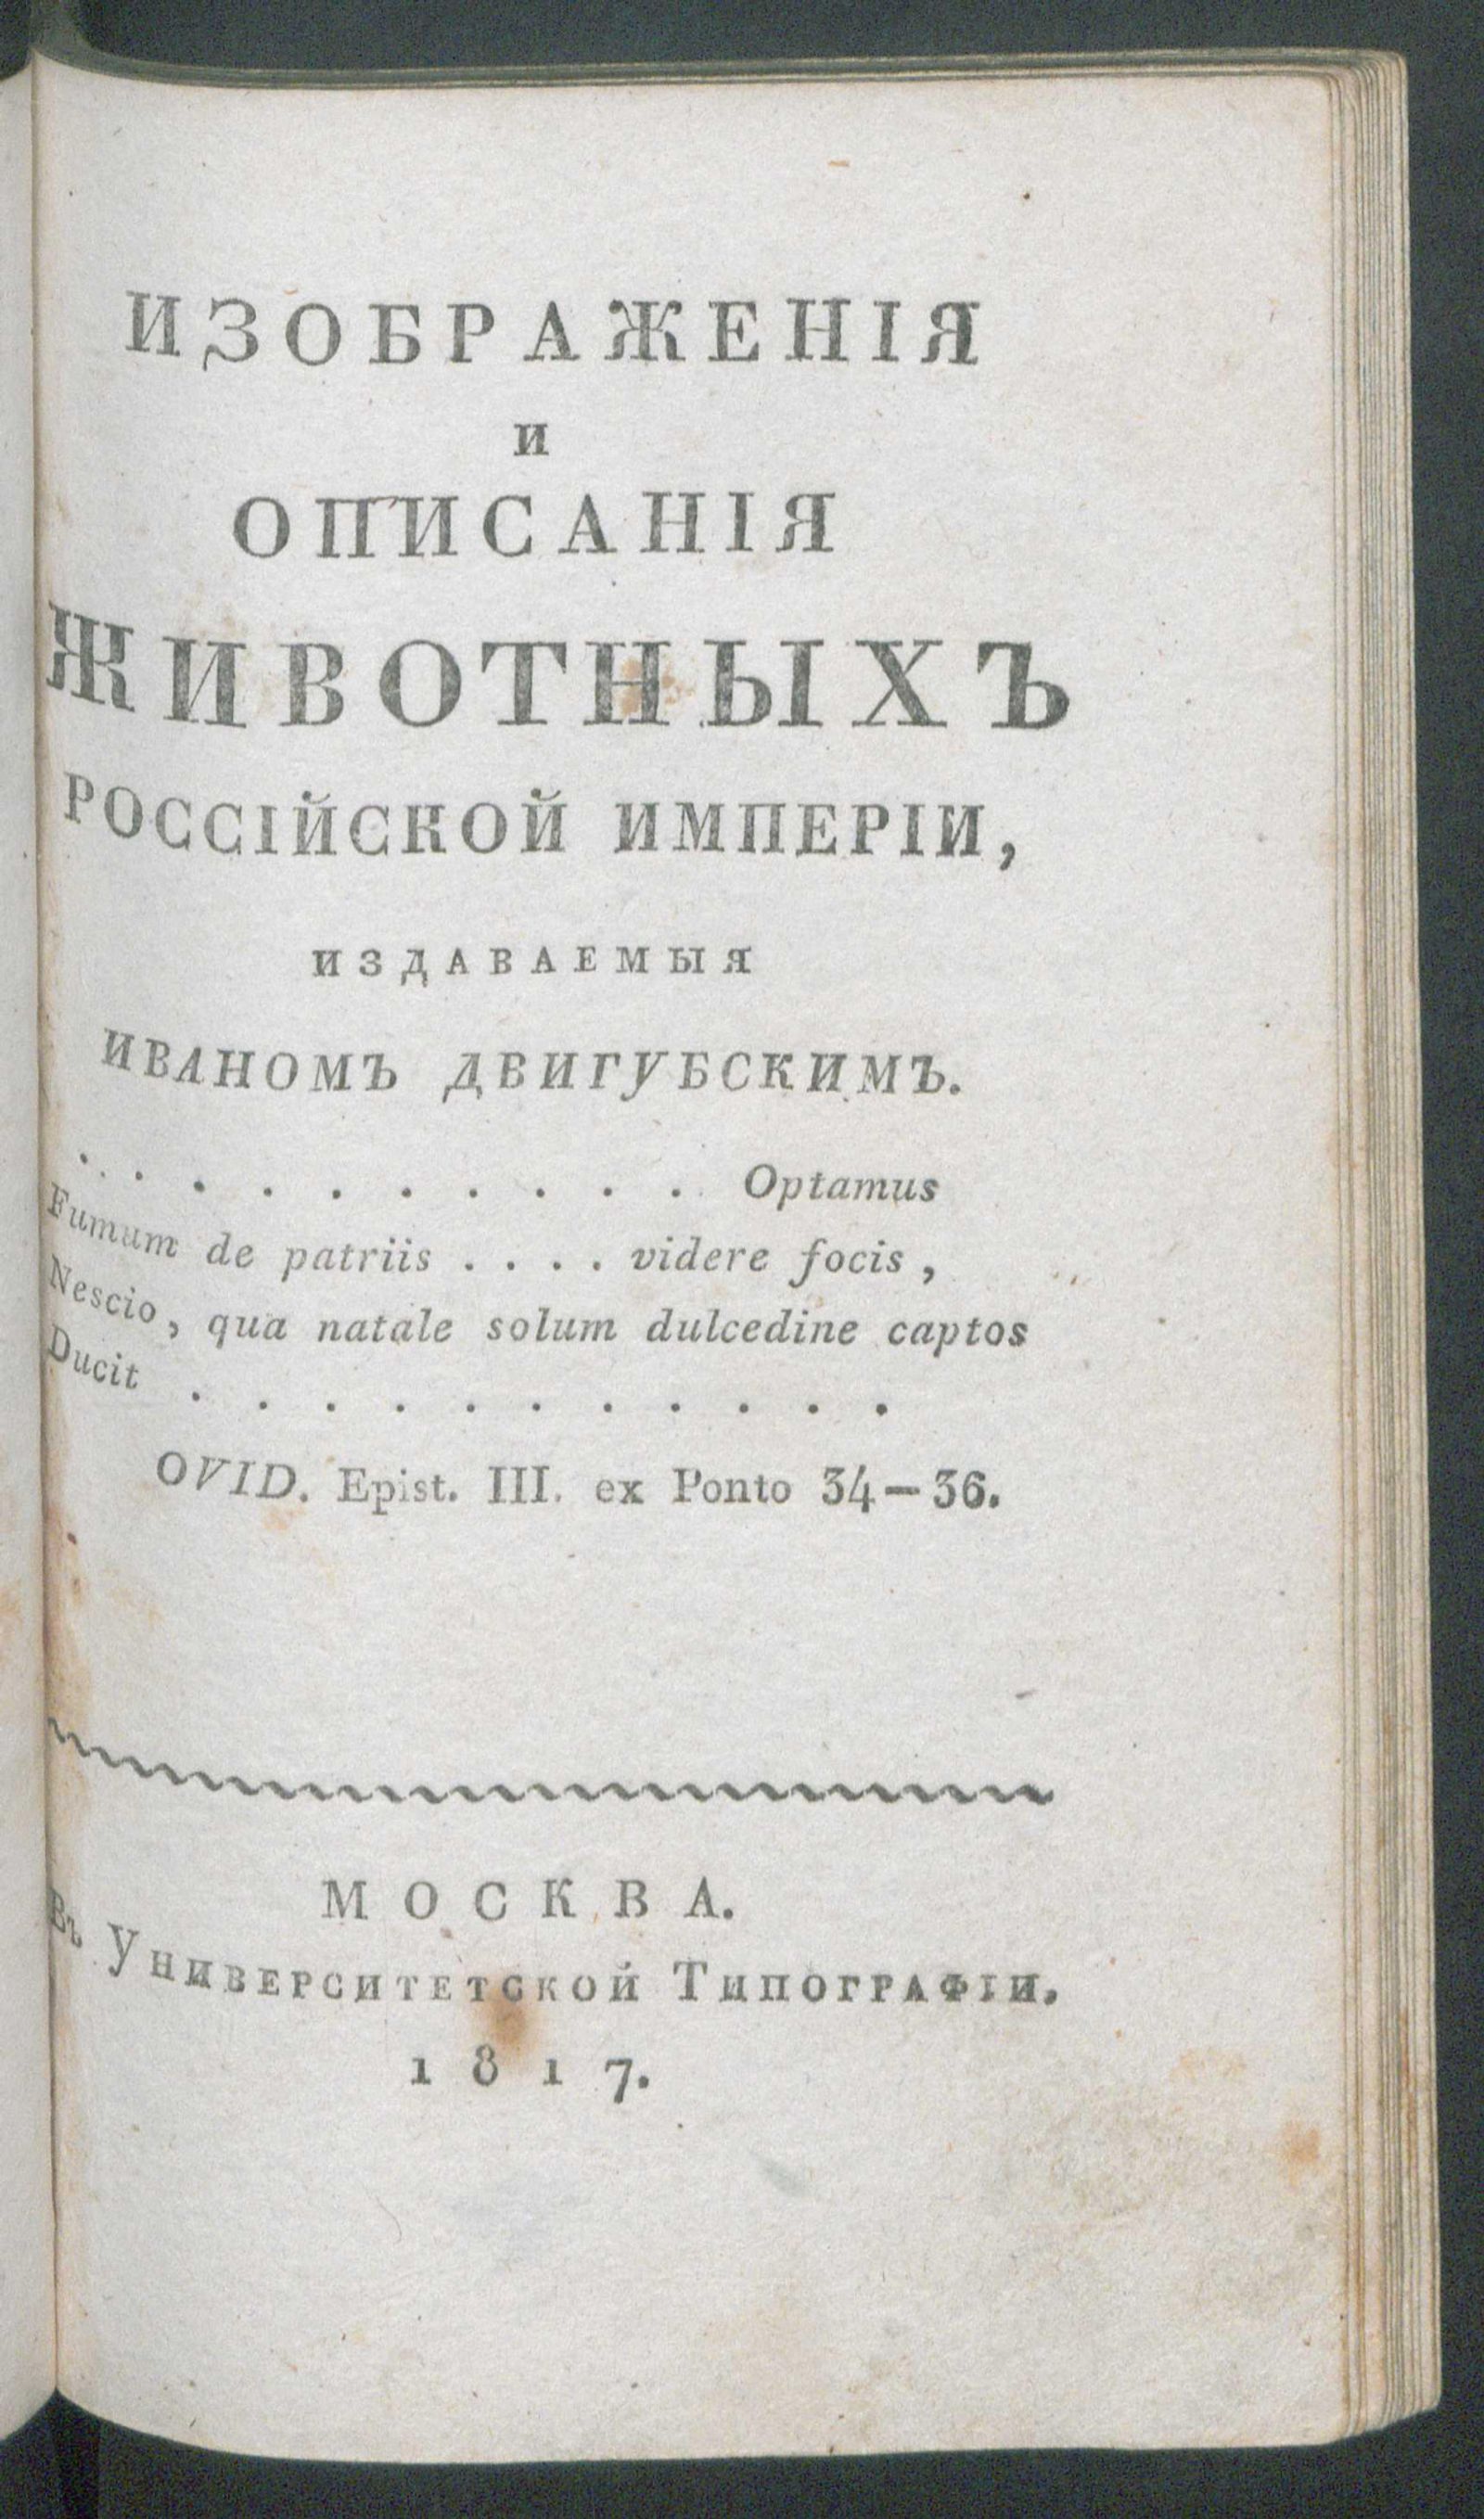 ИЗОБРАЖЕНІЯ
И
ОПИСАНІЯ
ЖИВОТНЫХЪ
РОССІЙСКОЙ ИМПЕРІИ,
ИЗДАВАЕМЫЯ
ИВАНОМЪ ДВИГУБСКИМЪ.
. . . . . . . . . . . Optamus
Fumum de patriis . . . . videre focis,
Nescio, qua natale solum dulcedine captos
Ducit . . . . . . . . . . .
OVID. Epist. III. ex Ponto 34—36.
МОСКВА.
Въ Университетской Типографіи.
1817.